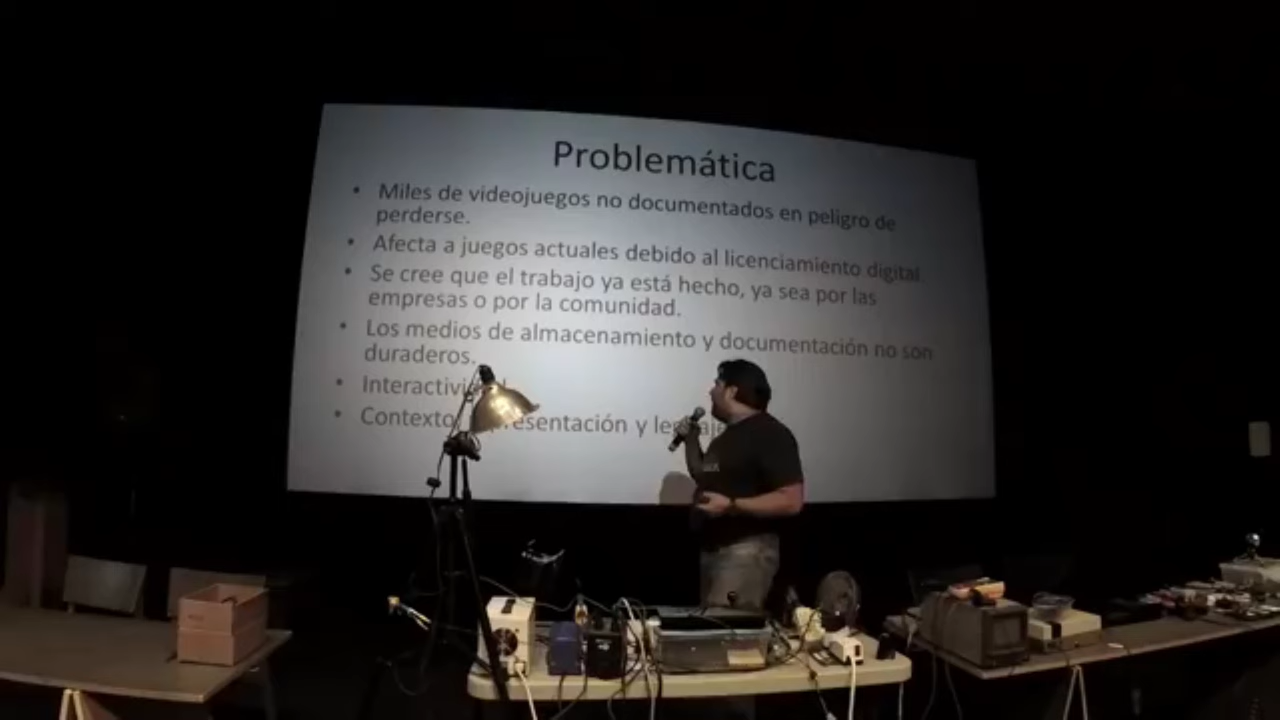 Problemática
• Miles de videojuegos no documentados en peligro de
perderse.
• Afecta a juegos actuales debido al licenciamiento digital.
• Se cree que el trabajo ya está hecho, ya sea por las
empresas o por la comunidad.
• Los medios de almacenamiento y documentación no son
duraderos.
•
• Contexto y